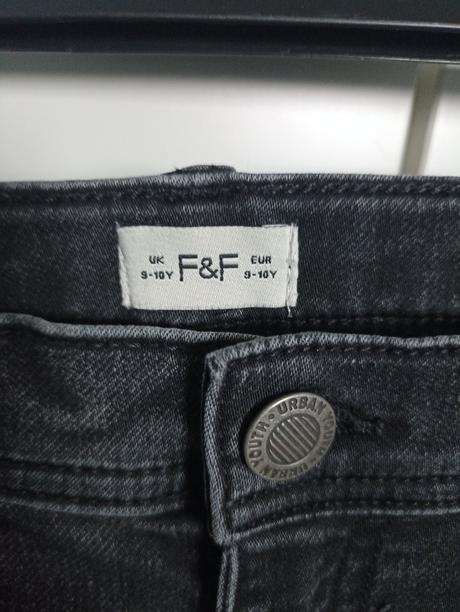 UK F&F EUR
9-10Y 9-10Y
URBAN YOUTH • URBAN YOUTH